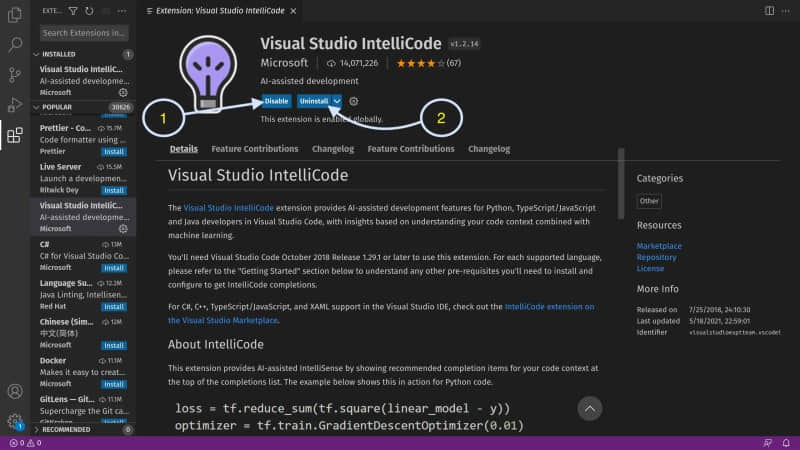 EXTE...
Extension: Visual Studio IntelliCode
Search Extensions in...
INSTALLED
1
Visual Studio IntelliC...
AI-assisted developme...
Microsoft
POPULAR
30626
Prettier - Co...
15.7M
Code formatter using ...
Prettier
Install
Live Server
15.5M
Launch a developmen...
Ritwick Dey
Install
Visual Studio IntelliC...
AI-assisted developme...
Microsoft
C#
11M
C# for Visual Studio Co...
Microsoft
Install
Language Su...
12.2M
Java Linting, Intellisen...
Red Hat
Install
Chinese (Sim...
12M
中文(简体)
Microsoft
Install
Docker
11.1M
Makes it easy to creat...
Microsoft
Install
GitLens — Git...
11.1M
Supercharge the Git ca...
Install
RECOMMENDED
0
1
0 0
Visual Studio IntelliCode
v1.2.14
Microsoft
14,071,226
(67)
AI-assisted development
Disable
Uninstall
1
2
This extension is enabled globally.
Details
Feature Contributions
Changelog
Feature Contributions
Changelog
Visual Studio IntelliCode
The Visual Studio IntelliCode extension provides AI-assisted development features for Python, TypeScript/JavaScript
and Java developers in Visual Studio Code, with insights based on understanding your code context combined with
machine learning.
You'll need Visual Studio Code October 2018 Release 1.29.1 or later to use this extension. For each supported language,
please refer to the "Getting Started" section below to understand any other pre-requisites you'll need to install and
configure to get IntelliCode completions.
For C#, C++, TypeScript/JavaScript, and XAML support in the Visual Studio IDE, check out the IntelliCode extension on
the Visual Studio Marketplace.
About IntelliCode
This extension provides AI-assisted IntelliSense by showing recommended completion items for your code context at
the top of the completions list. The example below shows this in action for Python code.
loss = tf.reduce_sum(tf.square(linear_model - y))
optimizer = tf.train.GradientDescentOptimizer(0.01)
Categories
Other
Resources
Marketplace
Repository
License
More Info
Released on
7/25/2018, 24:10:30
Last updated
5/18/2021, 22:59:01
Identifier
visualstudioexptteam.vscodei